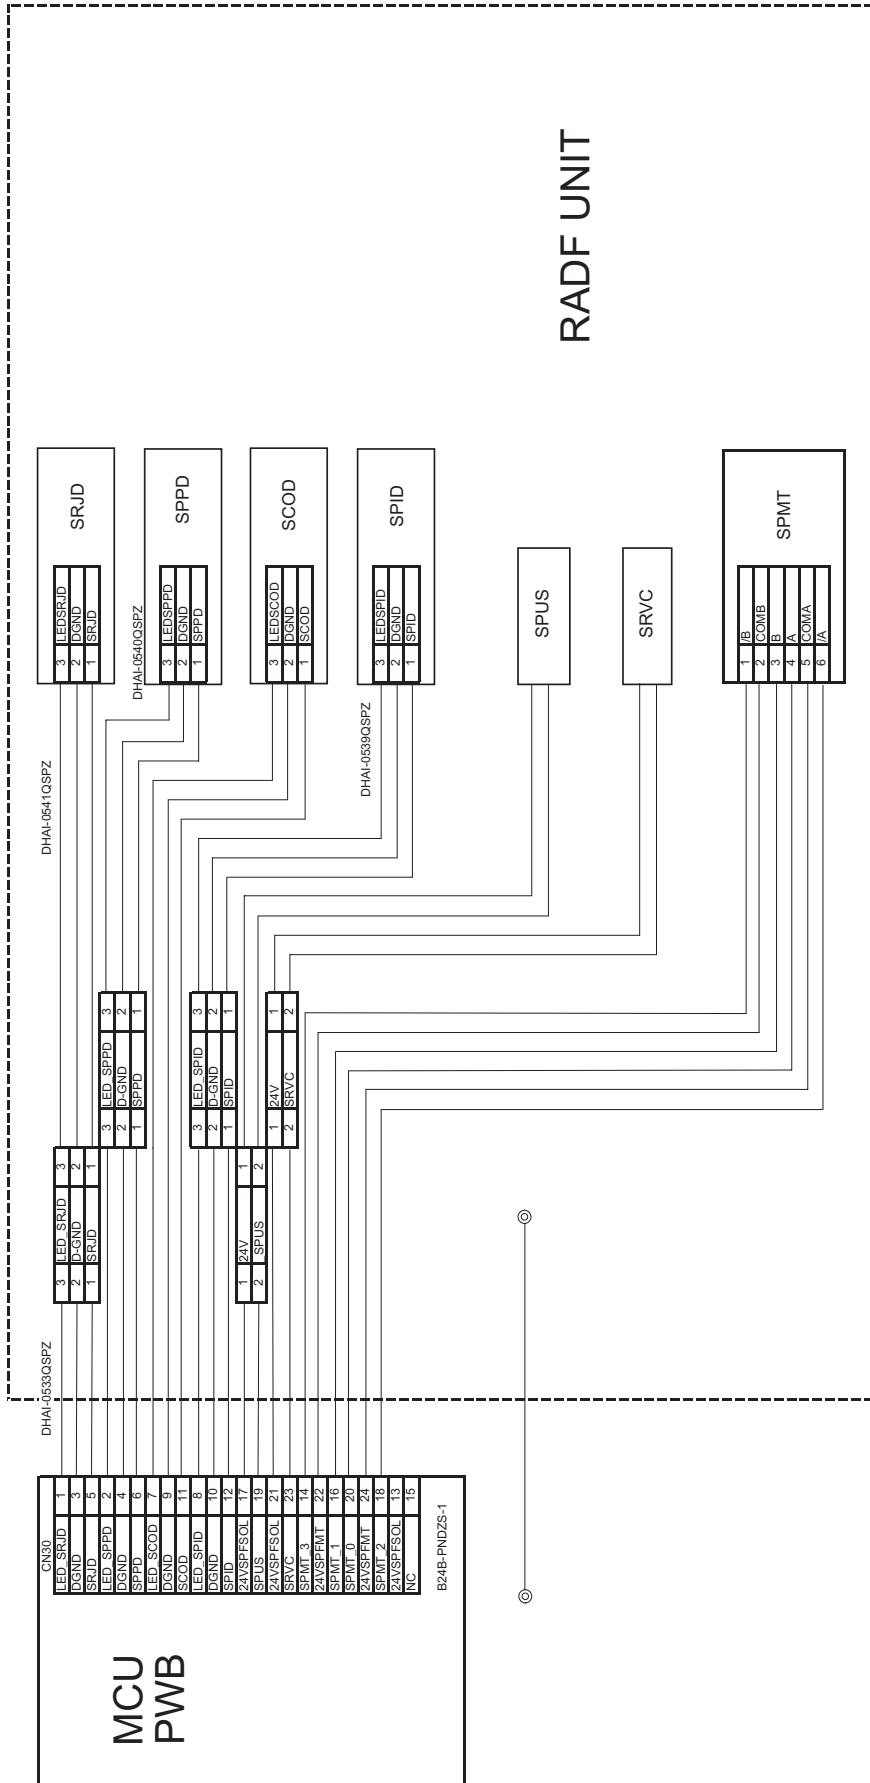 RADF UNIT
SRJD
3 LEDSRJD
2 DGND
1 SRJD
SPPD
3 LEDSPPD
2 DGND
1 SPPD
SCOD
3 LEDSCOD
2 DGND
1 SCOD
SPID
3 LEDSPID
2 DGND
1 SPID
SPUS
SRVC
SPMT
1 /B
2 COMB
3 B
4 A
5 COMA
6 /A
DHAI-0541QSPZ
DHAI-0540QSPZ
DHAI-0539QSPZ
3 LED_SPPD 3
2 D-GND 2
1 SPPD 1
3 LED_SPID 3
2 D-GND 2
1 SPID 1
1 24V 1
2 SRVC 2
3 LED_SRJD 3
2 D-GND 2
1 SRJD 1
1 24V 1
2 _SPUS 2
DHAI-0533QSPZ
MCU
PWB
CN30
LED_SRJD 1
DGND 3
SRJD 5
LED_SPPD 2
DGND 4
SPPD 6
LED_SCOD 7
DGND 9
SCOD 11
LED_SPID 8
DGND 10
SPID 12
24VSPFSOL 17
SPUS 19
24VSPFSOL 21
SRVC 23
SPMT_3 14
24VSPFMT 22
SPMT_1 16
SPMT_0 20
24VSPFMT 24
SPMT_2 18
24VSPFSOL 13
NC 15
B24B-PNDZS-1